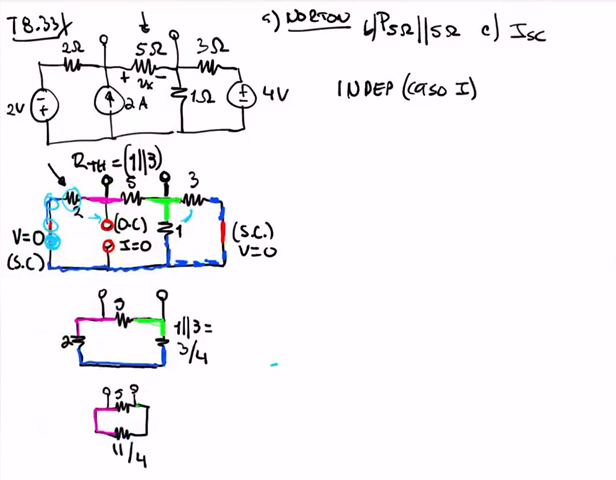 T8.33X
a) NORTON b) P5Ω||5Ω c) Isc
2Ω 5Ω 3Ω
+ Vx -
2V - + 2A 1Ω + - 4V
INDEP (caso I)
RTH = (1||3)
2 5 3
(O.C) 1
V=0 I=0 (S.C.)
(S.C) V=0
5
2 1||3=
3/4
5
11/4